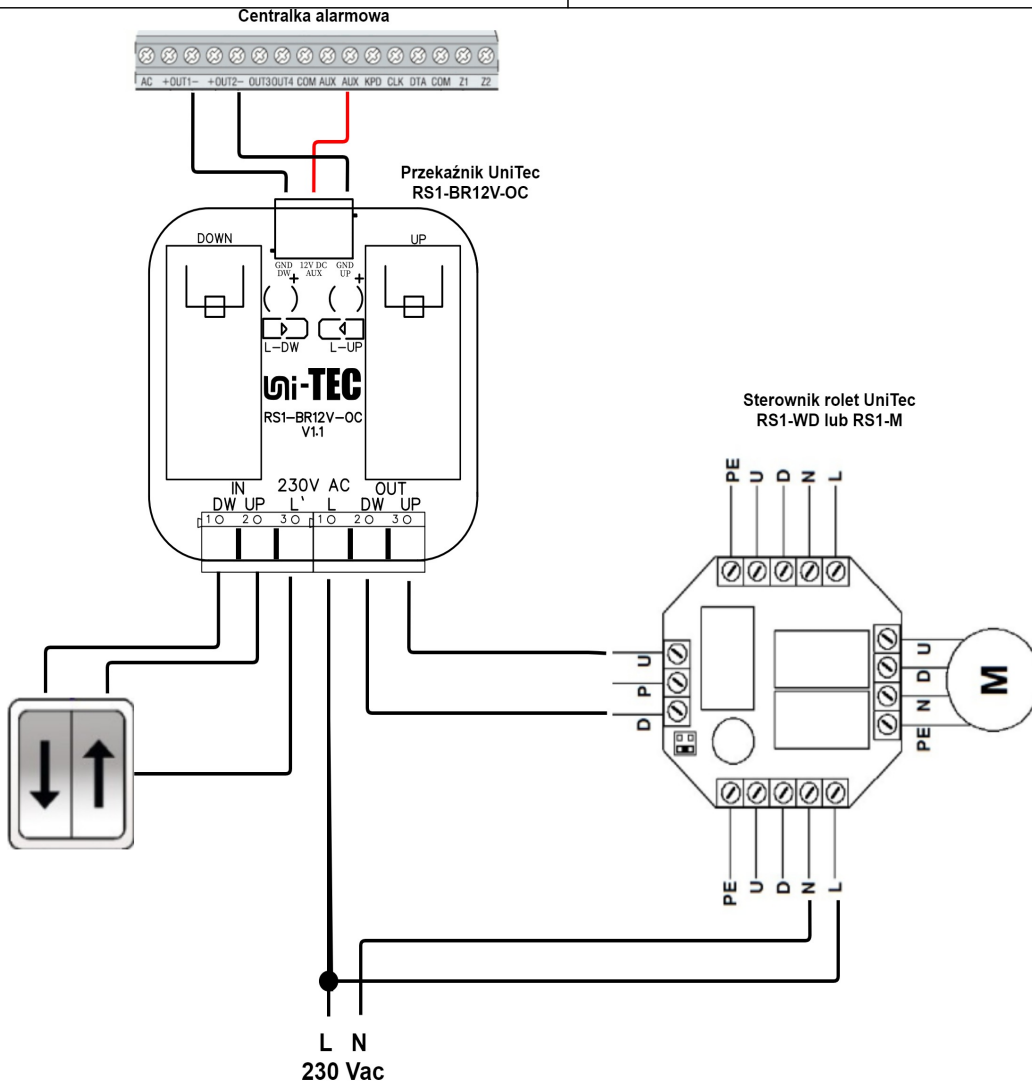 Centralka alarmowa
AC +OUT1- +OUT2- OUT3 OUT4 COM AUX AUX KPD CLK DTA COM Z1 Z2
Przekaźnik UniTec
RS1-BR12V-OC
DOWN
UP
GND DW
12V DC AUX
GND UP
+
+
L-DW
L-UP
Uni-TEC
RS1-BR12V-OC
V1.1
IN 230V AC OUT
DW UP L' L DW UP
1 2 3 1 2 3
Sterownik rolet UniTec
RS1-WD lub RS1-M
PE U D N L
U
P
D
U
D
N
PE
M
PE U D N L
L N
230 Vac